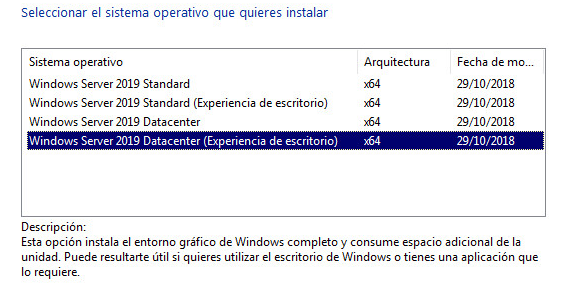 Seleccionar el sistema operativo que quieres instalar
Sistema operativo Arquitectura Fecha de mo...
Windows Server 2019 Standard x64 29/10/2018
Windows Server 2019 Standard (Experiencia de escritorio) x64 29/10/2018
Windows Server 2019 Datacenter x64 29/10/2018
Windows Server 2019 Datacenter (Experiencia de escritorio) x64 29/10/2018
Descripción:
Esta opción instala el entorno gráfico de Windows completo y consume espacio adicional de la
unidad. Puede resultarte útil si quieres utilizar el escritorio de Windows o tienes una aplicación que
lo requiere.